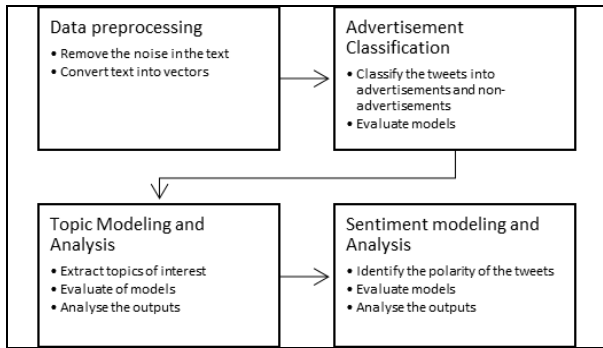 Data preprocessing
• Remove the noise in the text
• Convert text into vectors
Advertisement
Classification
• Classify the tweets into
advertisements and non-
advertisements
• Evaluate models
Topic Modeling and
Analysis
• Extract topics of interest
• Evaluate of models
• Analyse the outputs
Sentiment modeling and
Analysis
• Identify the polarity of the tweets
• Evaluate models
• Analyse the outputs